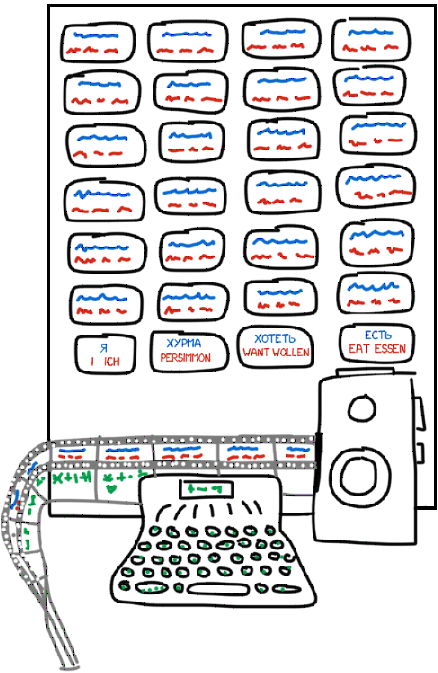 Я
I ICH
ХУРМА
PERSIMMON
ХОТЕТЬ
WANT WOLLEN
ЕСТЬ
EAT ESSEN